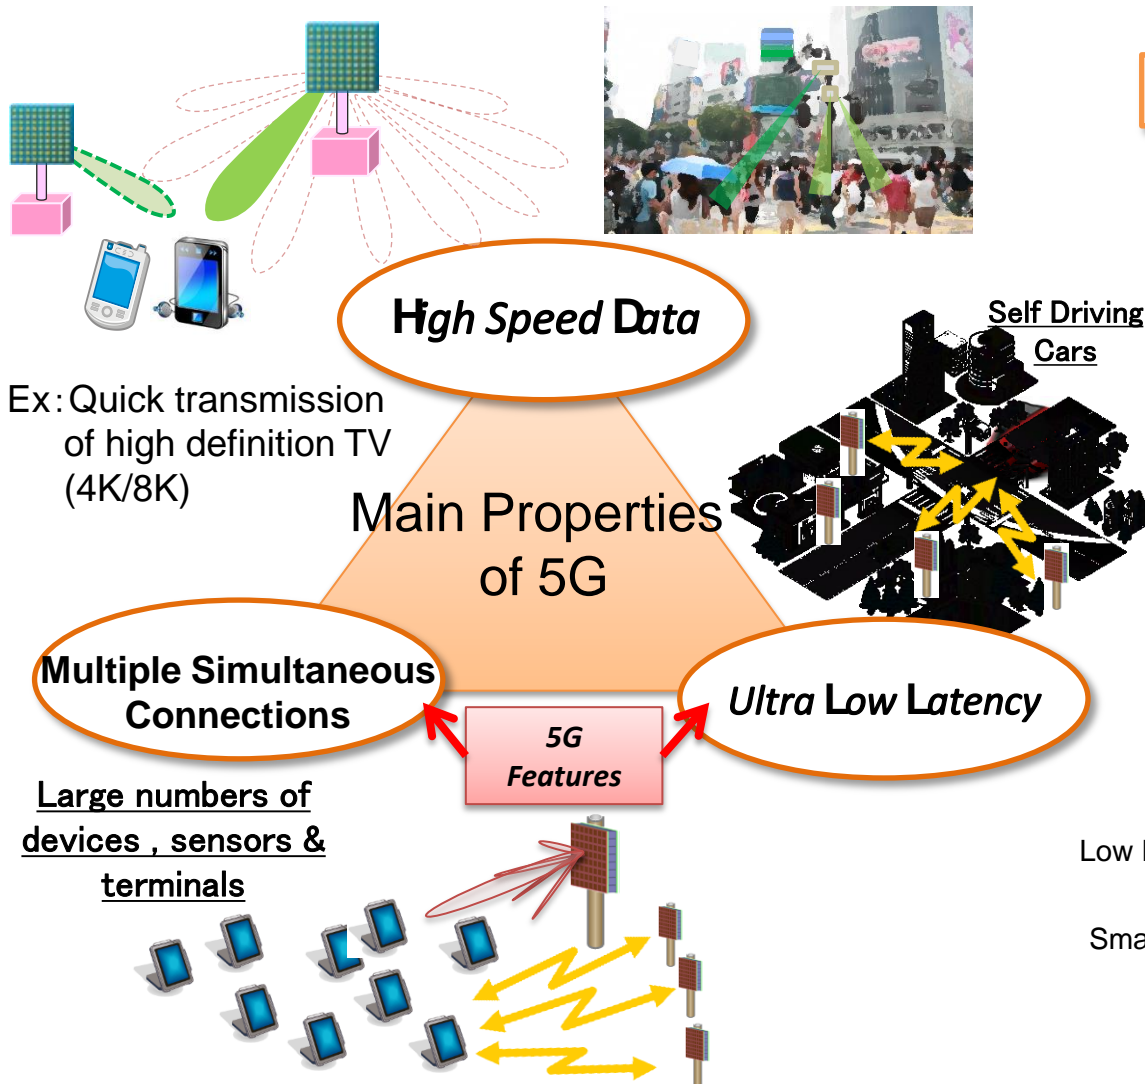 High Speed Data
Self Driving
Cars
Ex:Quick transmission
of high definition TV
(4K/8K)
Main Properties
of 5G
Multiple Simultaneous
Connections
Ultra Low Latency
5G
Features
Large numbers of
devices , sensors &
terminals
Low